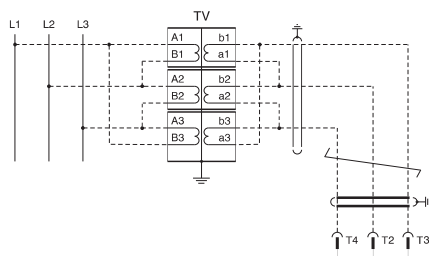 TV
L1 L2 L3
A1 b1
B1 a1
A2 b2
B2 a2
A3 b3
B3 a3
T4 T2 T3